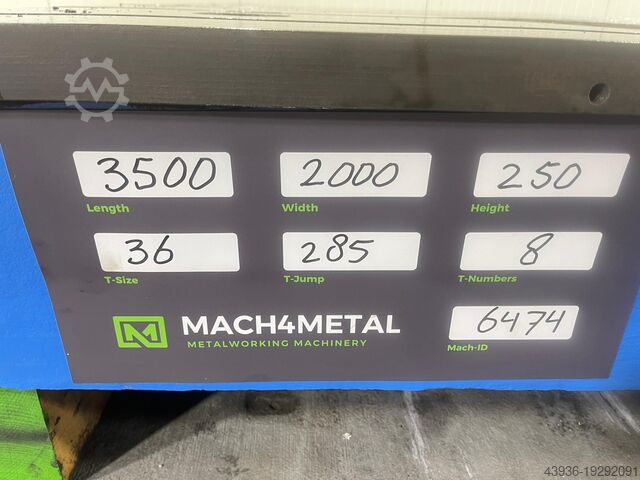 3500 2000 250
Length Width Height
36 285 8
T-Size T-Jump T-Numbers
MACH4METAL 6474
METALWORKING MACHINERY Mach-ID
43936-19292091